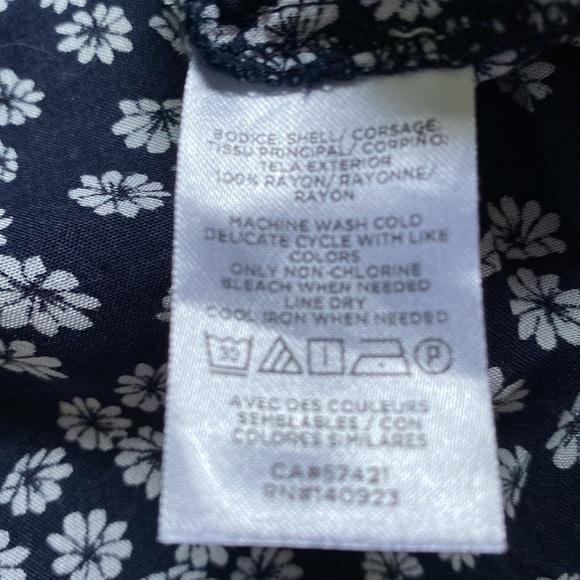 BODICE, SHELL/ CORSAGE,
TISSU PRINCIPAL/ CORPIÑO,
TELA EXTERIOR
100% RAYON/ RAYONNE/
RAYON
MACHINE WASH COLD
DELICATE CYCLE WITH LIKE
COLORS
ONLY NON-CHLORINE
BLEACH WHEN NEEDED
LINE DRY
COOL IRON WHEN NEEDED
30 P
AVEC DES COULEURS
SEMBLABLES / CON
COLORES SIMILARES
CA#57421
RN#140923